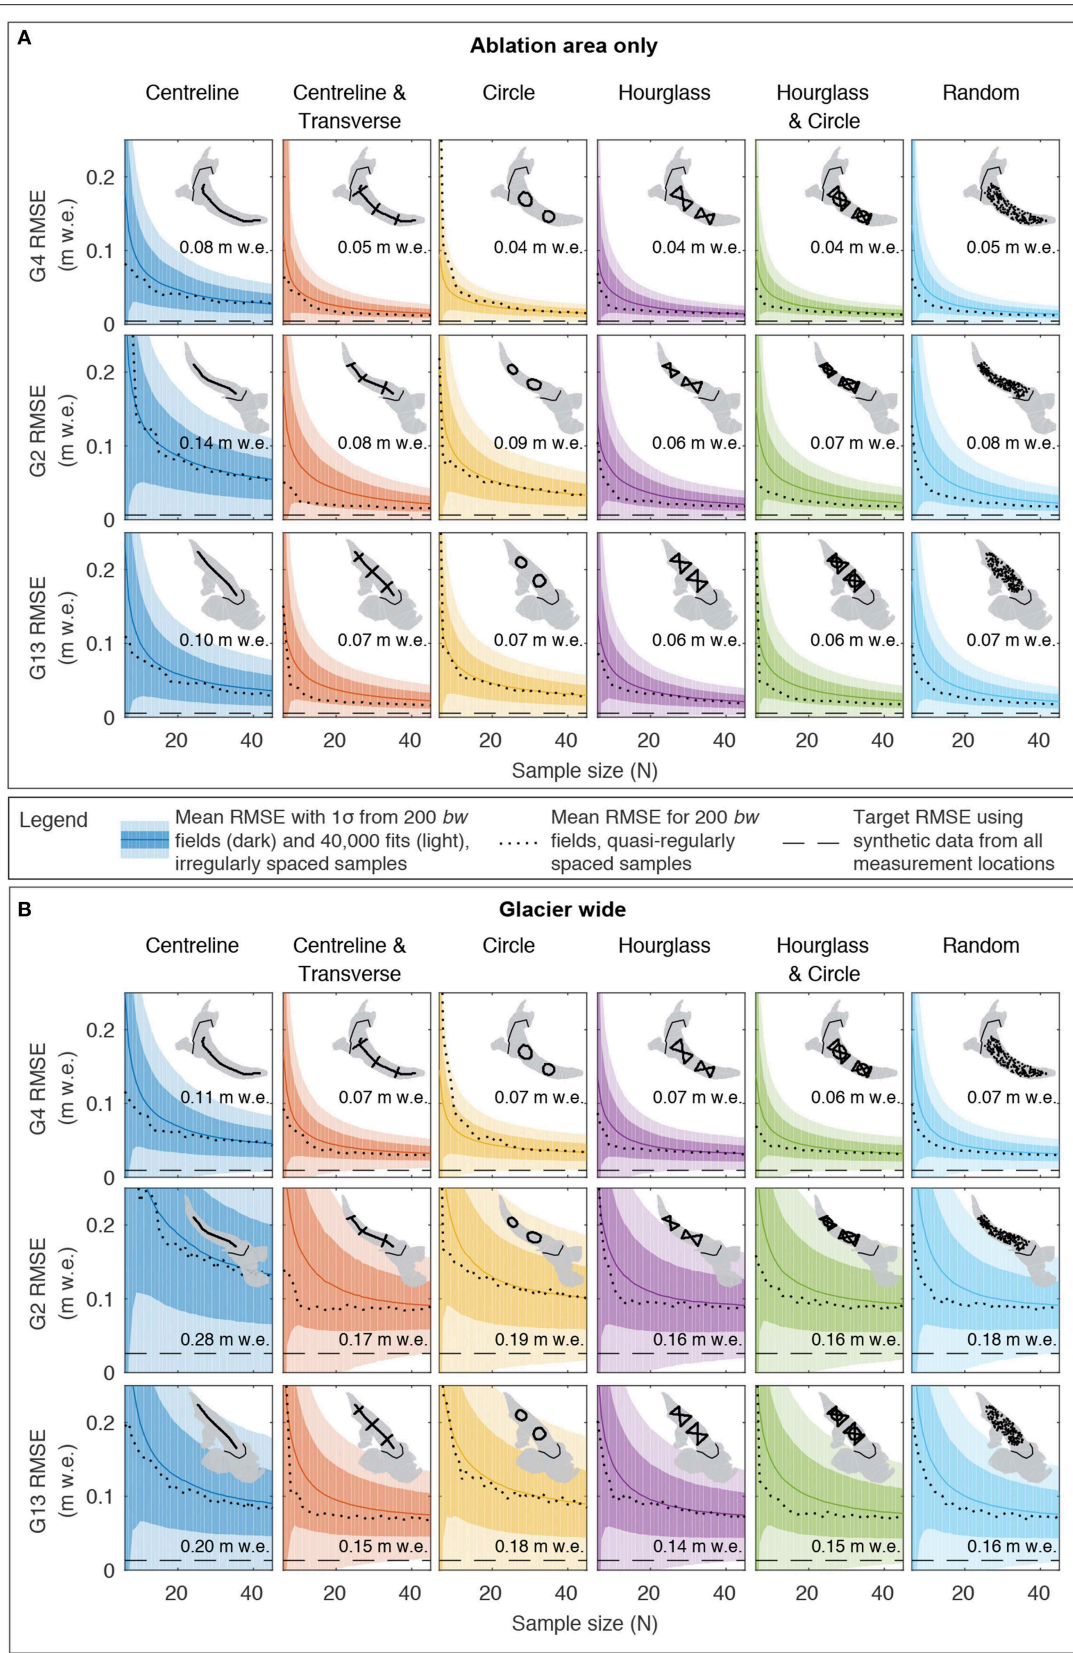 A
Ablation area only
Centreline
Centreline & Transverse
Circle
Hourglass
Hourglass & Circle
Random
G4 RMSE (m w.e.)
0.2
0.1
0
0.08 m w.e.
0.05 m w.e.
0.04 m w.e.
0.04 m w.e.
0.04 m w.e.
0.05 m w.e.
G2 RMSE (m w.e.)
0.2
0.1
0
0.14 m w.e.
0.08 m w.e.
0.09 m w.e.
0.06 m w.e.
0.07 m w.e.
0.08 m w.e.
G13 RMSE (m w.e.)
0.2
0.1
0
0.10 m w.e.
0.07 m w.e.
0.07 m w.e.
0.06 m w.e.
0.06 m w.e.
0.07 m w.e.
20 40 20 40 20 40 20 40 20 40 20 40
Sample size (N)
Legend
Mean RMSE with 1σ from 200 bw
fields (dark) and 40,000 fits (light),
irregularly spaced samples
Mean RMSE for 200 bw
fields, quasi-regularly
spaced samples
Target RMSE using
synthetic data from all
measurement locations
B
Glacier wide
Centreline
Centreline & Transverse
Circle
Hourglass
Hourglass & Circle
Random
G4 RMSE (m w.e.)
0.2
0.1
0
0.11 m w.e.
0.07 m w.e.
0.07 m w.e.
0.07 m w.e.
0.06 m w.e.
0.07 m w.e.
G2 RMSE (m w.e.)
0.2
0.1
0
0.28 m w.e.
0.17 m w.e.
0.19 m w.e.
0.16 m w.e.
0.16 m w.e.
0.18 m w.e.
G13 RMSE (m w.e.)
0.2
0.1
0
0.20 m w.e.
0.15 m w.e.
0.18 m w.e.
0.14 m w.e.
0.15 m w.e.
0.16 m w.e.
20 40 20 40 20 40 20 40 20 40 20 40
Sample size (N)